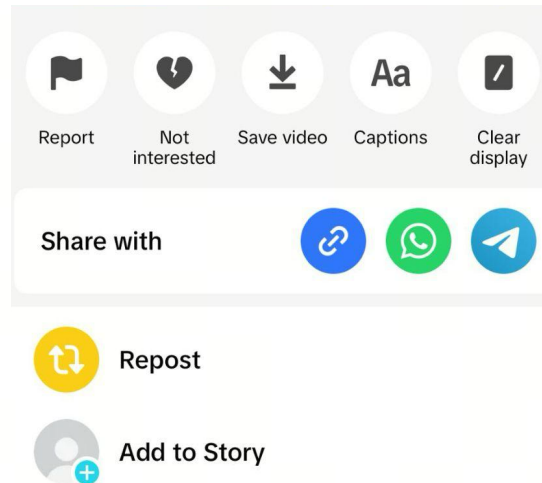 Report
Not interested
Save video
Aa
Captions
Clear display
Share with
Repost
Add to Story